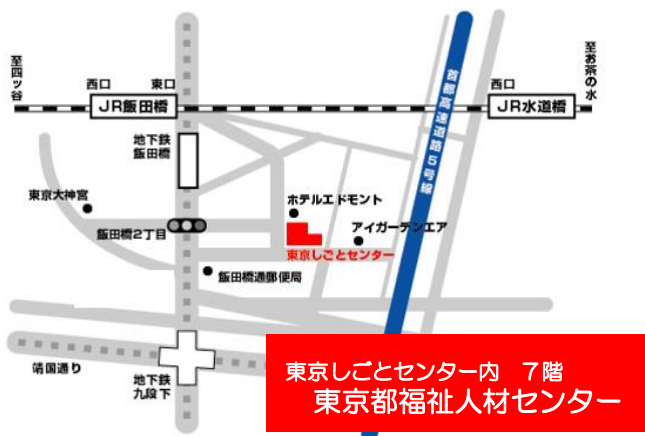 至四ッ谷
西口
東口
JR飯田橋
西口
JR水道橋
至お茶の水
首都高速道路5号線
地下鉄
飯田橋
東京大神宮
飯田橋2丁目
ホテルエドモント
アイガーデンエア
東京しごとセンター
飯田橋通郵便局
靖国通り
地下鉄
九段下
東京しごとセンター内 7階
東京都福祉人材センター